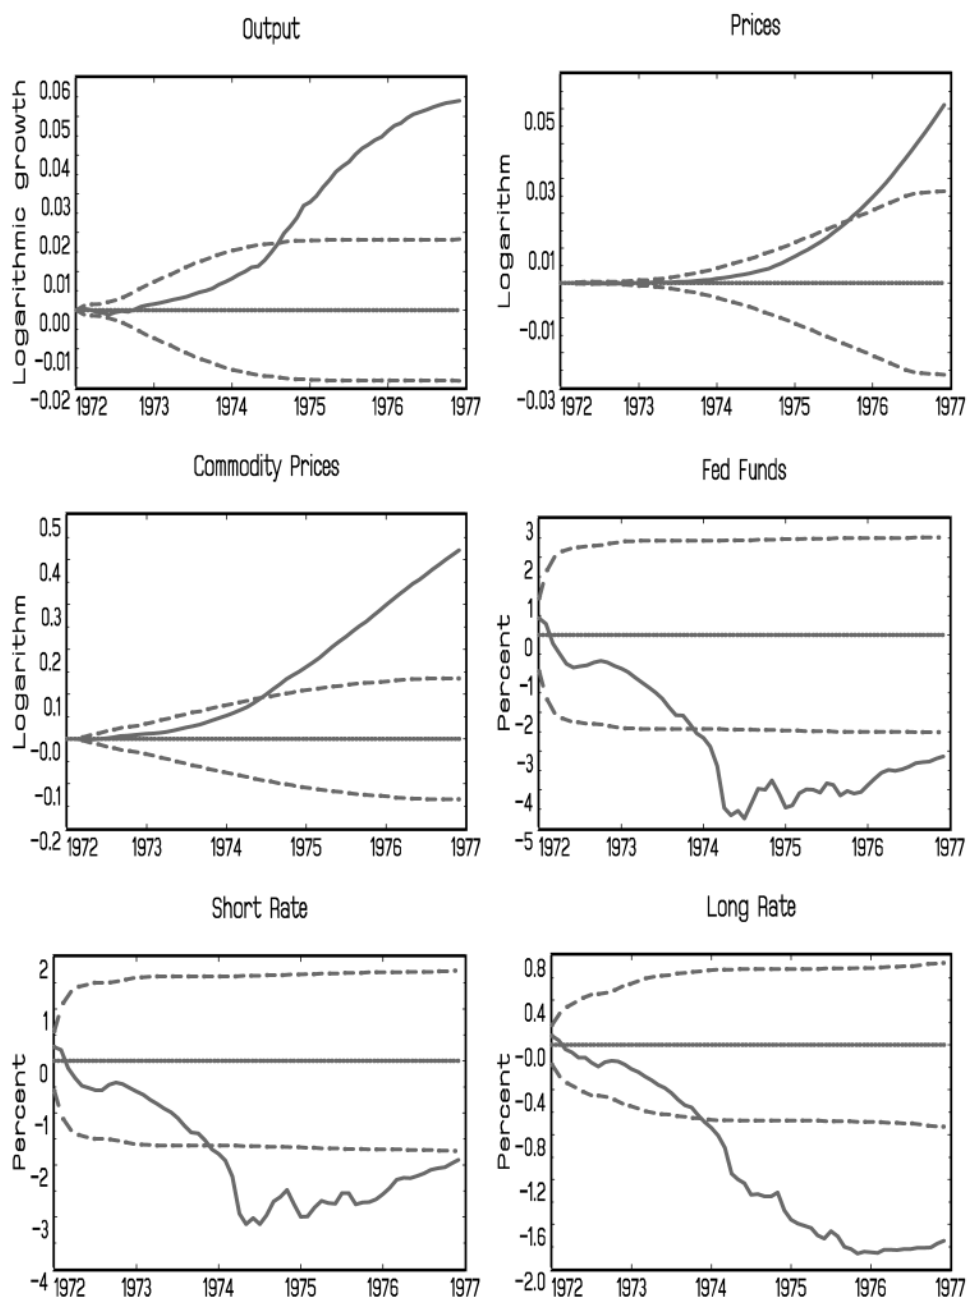 Output
Logarithmic growth
0.06
0.05
0.04
0.03
0.02
0.01
0.00
-0.01
-0.02
1972 1973 1974 1975 1976 1977
Prices
Logarithm
0.05
0.03
0.01
-0.01
-0.03
1972 1973 1974 1975 1976 1977
Commodity Prices
Logarithm
0.5
0.4
0.3
0.2
0.1
-0.0
-0.1
-0.2
1972 1973 1974 1975 1976 1977
Fed Funds
Percent
3
2
1
0
-1
-2
-3
-4
-5
1972 1973 1974 1975 1976 1977
Short Rate
Percent
2
1
0
-1
-2
-3
-4
1972 1973 1974 1975 1976 1977
Long Rate
Percent
0.8
0.4
-0.0
-0.4
-0.8
-1.2
-1.6
-2.0
1972 1973 1974 1975 1976 1977